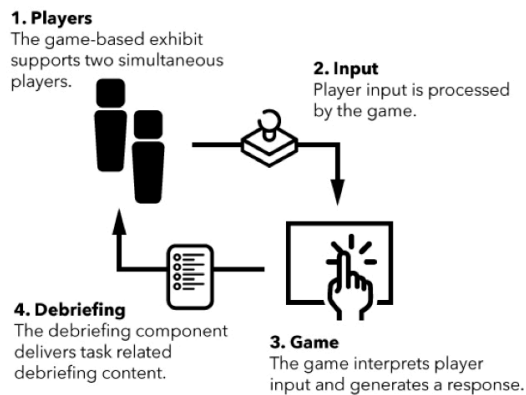 1. Players
The game-based exhibit
supports two simultaneous
players.
2. Input
Player input is processed
by the game.
3. Game
The game interprets player
input and generates a response.
4. Debriefing
The debriefing component
delivers task related
debriefing content.